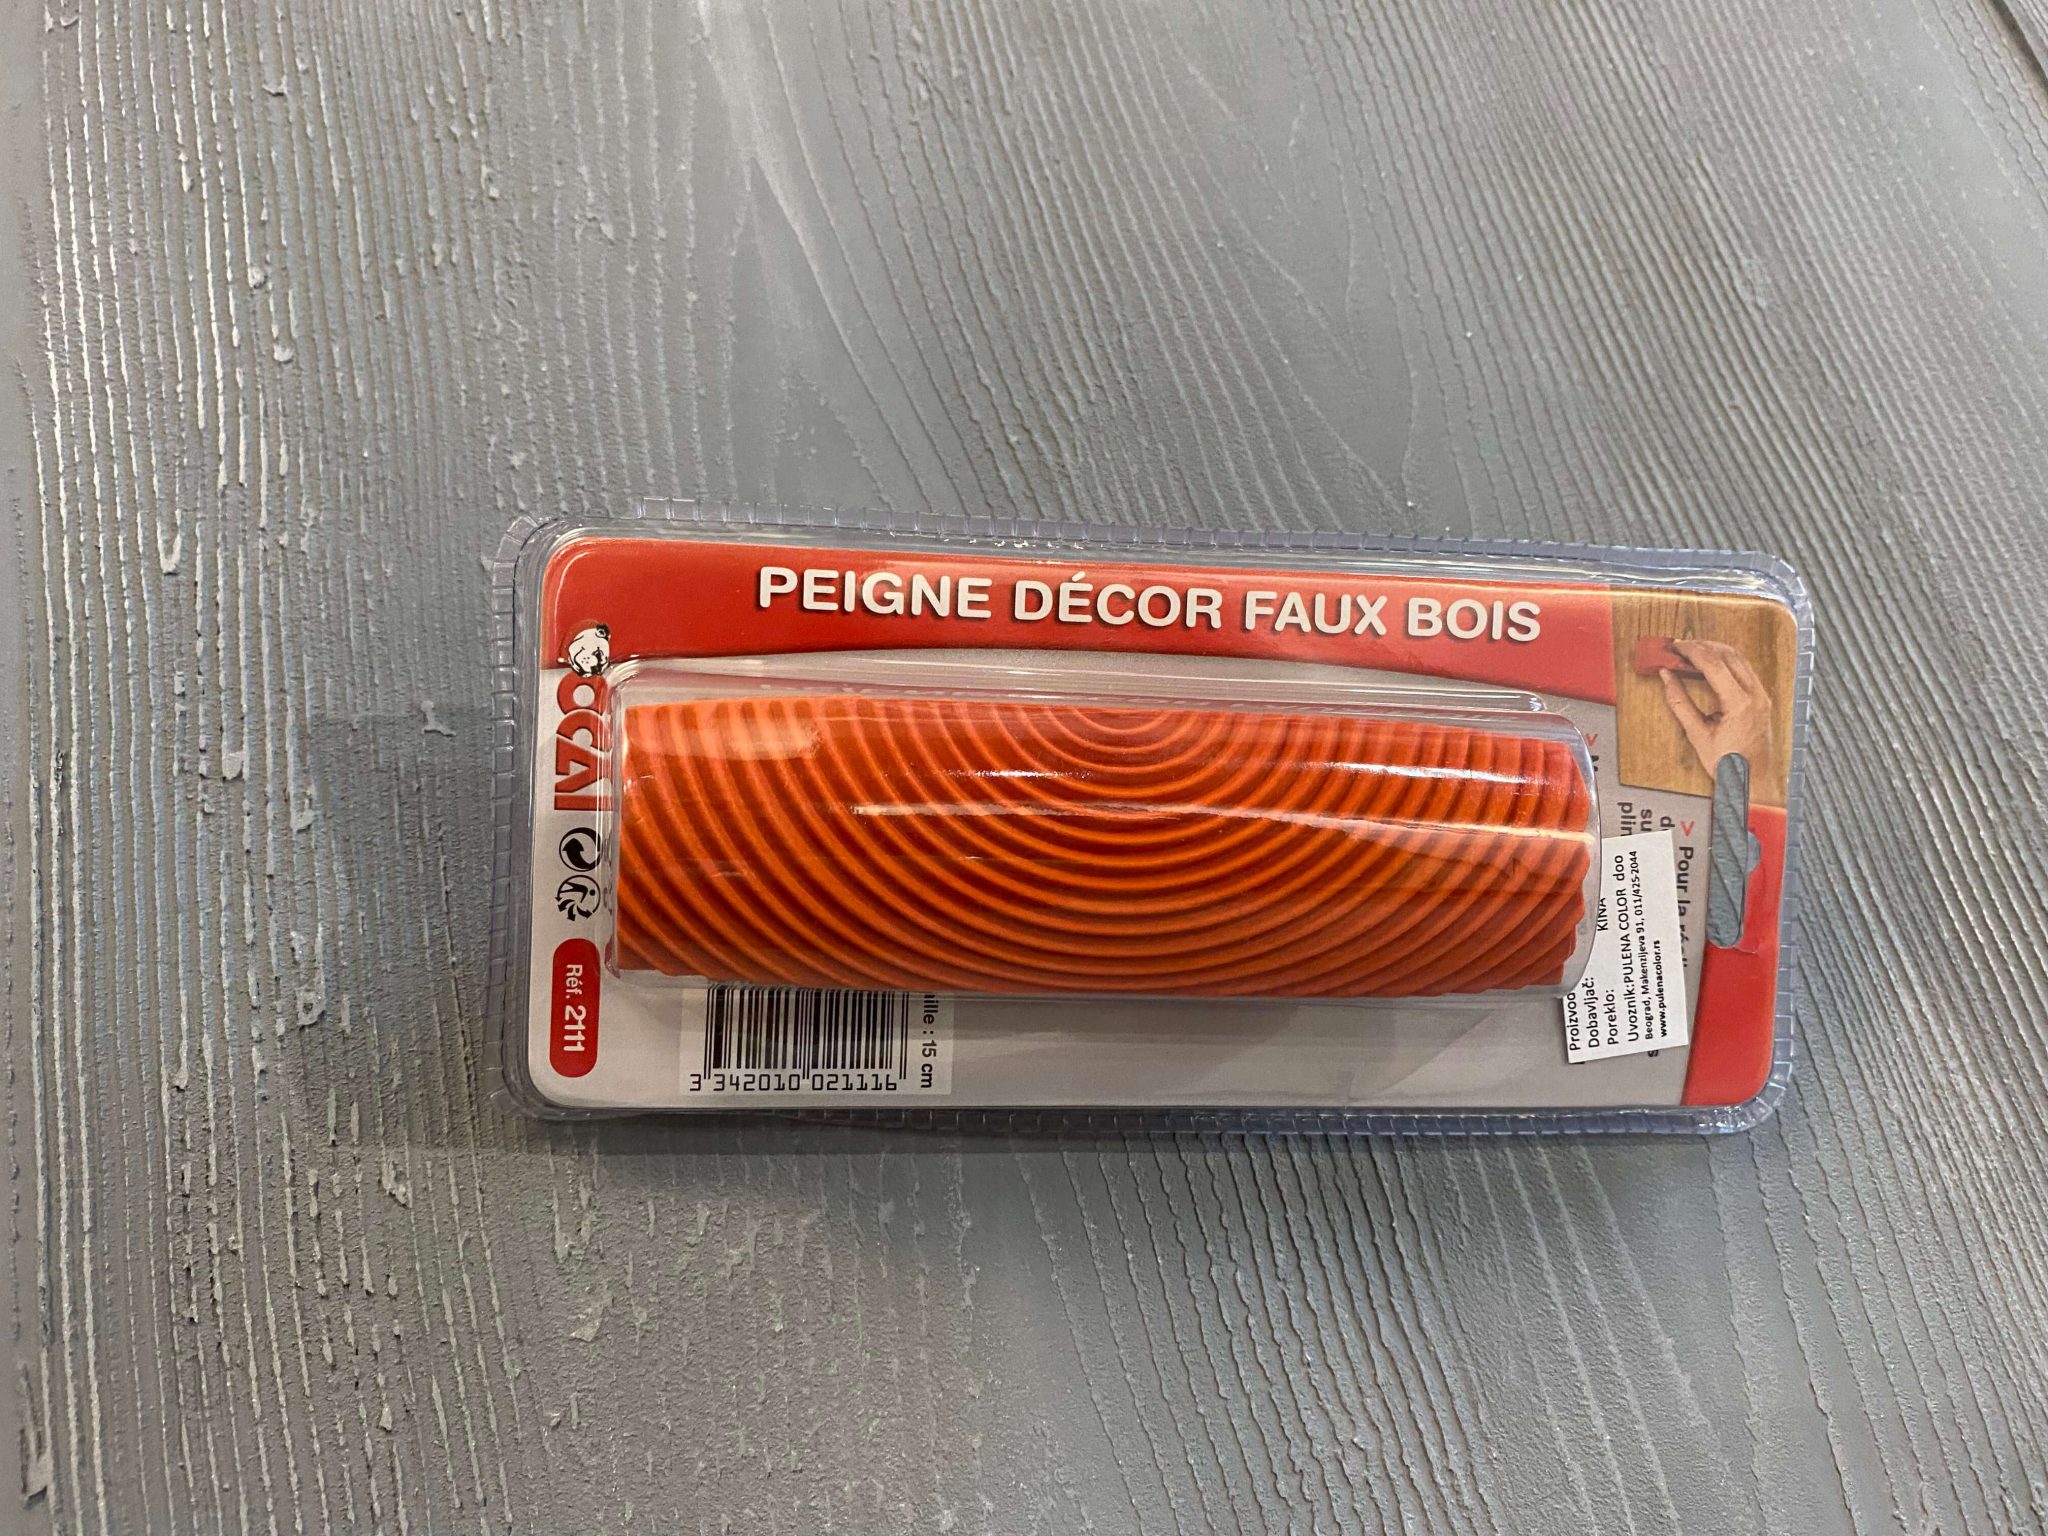 PEIGNE DÉCOR FAUX BOIS
OCAI
Réf. 2111
15 cm
3 342010 021116
> Pour la
Dobavljač:
Poreklo: KINA
Uvoznik:PULENA COLOR doo
Beograd, Makenzijeva 91, 011/425-2044
www.pulenacolor.rs